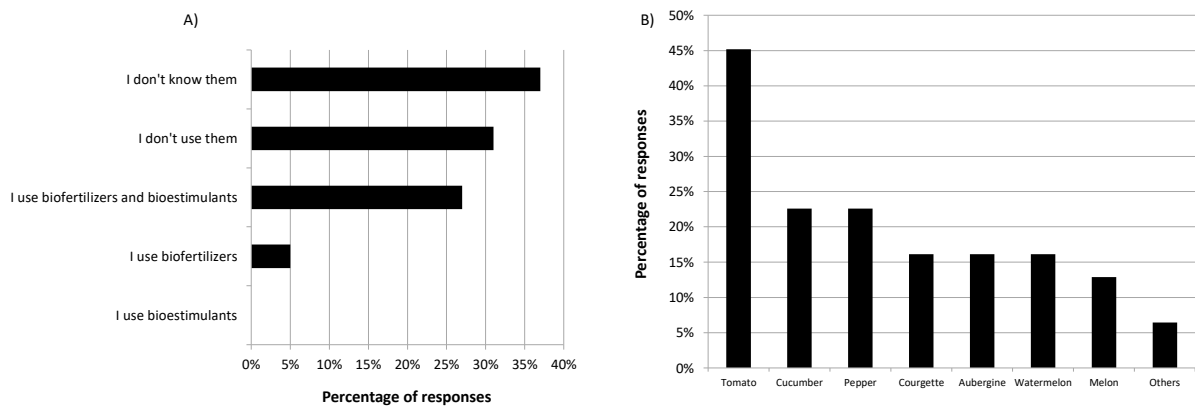 A)
I don't know them
I don't use them
I use biofertilizers and bioestimulants
I use biofertilizers
I use bioestimulants
0% 5% 10% 15% 20% 25% 30% 35% 40%
Percentage of responses
B)
Percentage of responses
50%
45%
40%
35%
30%
25%
20%
15%
10%
5%
0%
Tomato Cucumber Pepper Courgette Aubergine Watermelon Melon Others